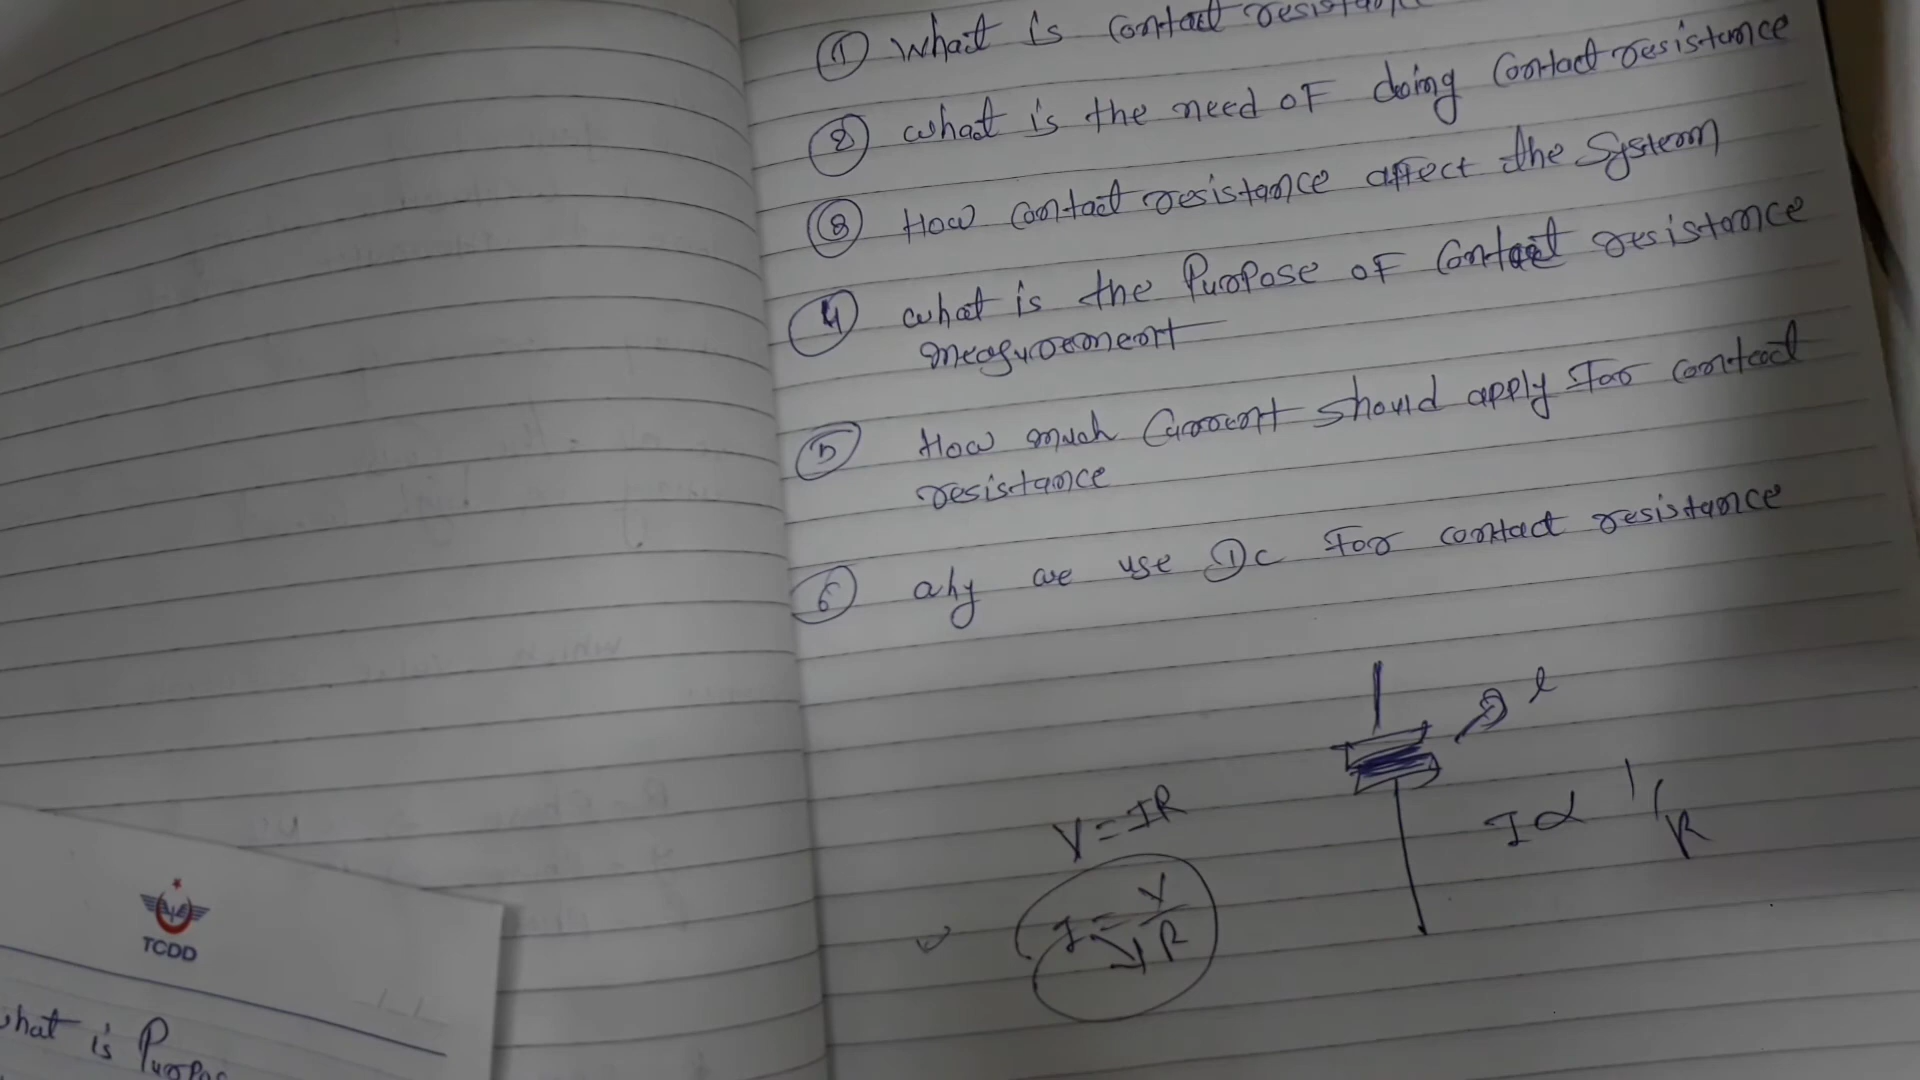 ① What is contact resistance
② what is the need of doing contact resistance
③ How contact resistance affect the system
④ what is the Purpose of contact resistance
measurement
⑤ How much current should apply for contact
resistance
⑥ why we use Dc for contact resistance
l
V = IR
I ∝ 1/R
I = V/R
TCDD
what is